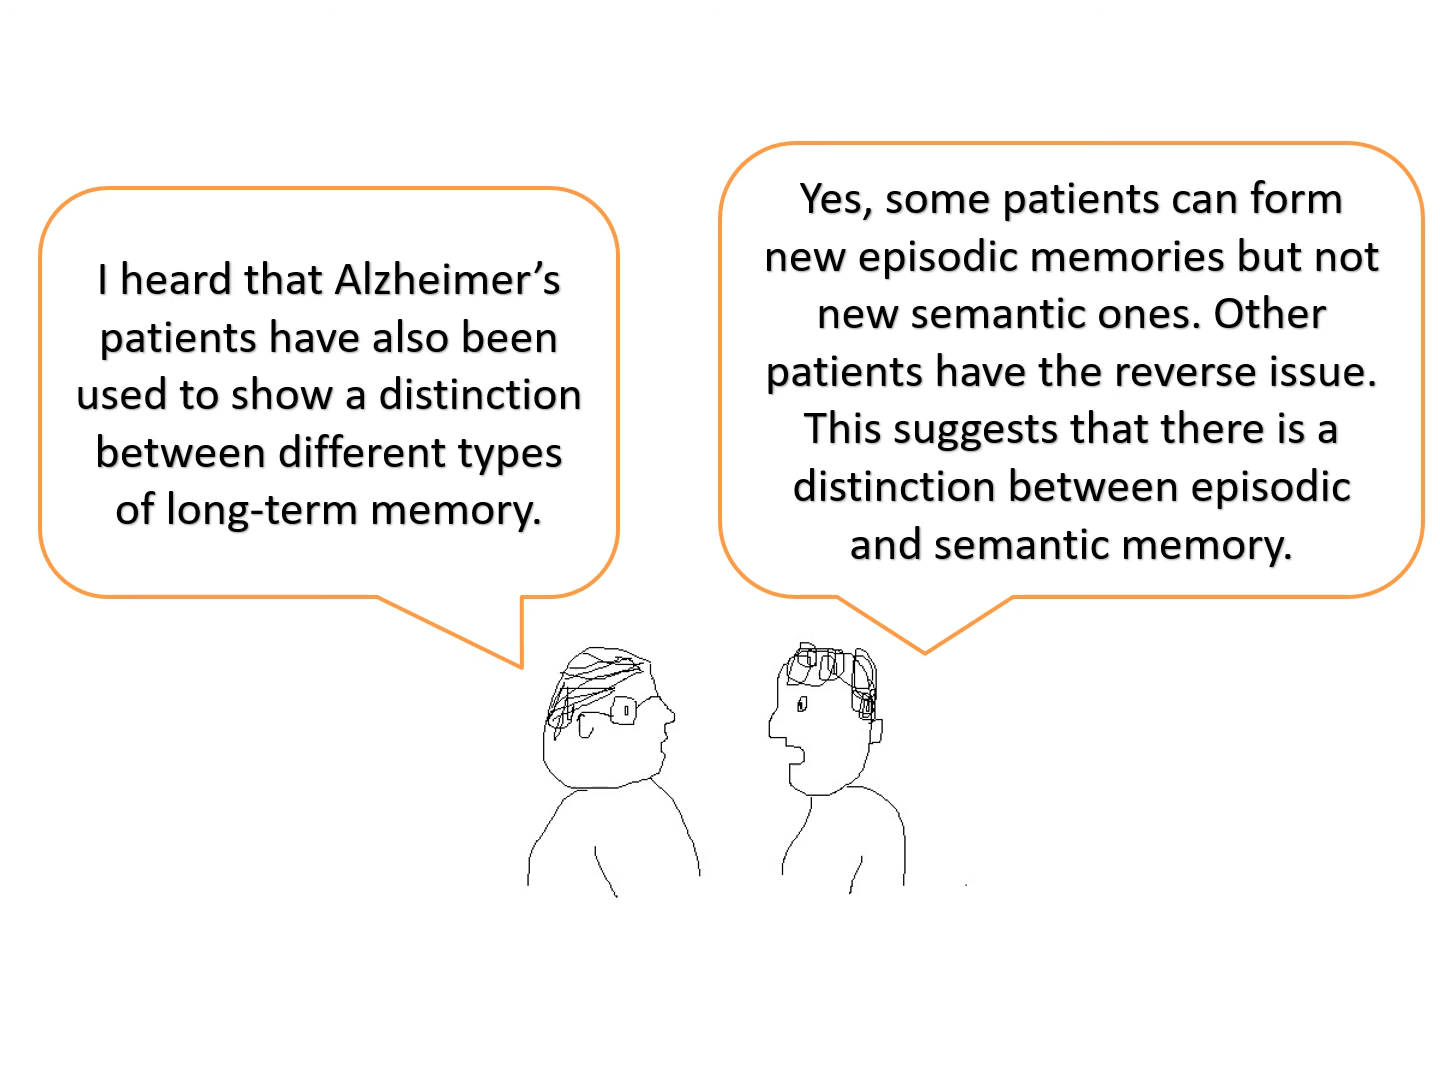 I heard that Alzheimer’s
patients have also been
used to show a distinction
between different types
of long-term memory.
Yes, some patients can form
new episodic memories but not
new semantic ones. Other
patients have the reverse issue.
This suggests that there is a
distinction between episodic
and semantic memory.